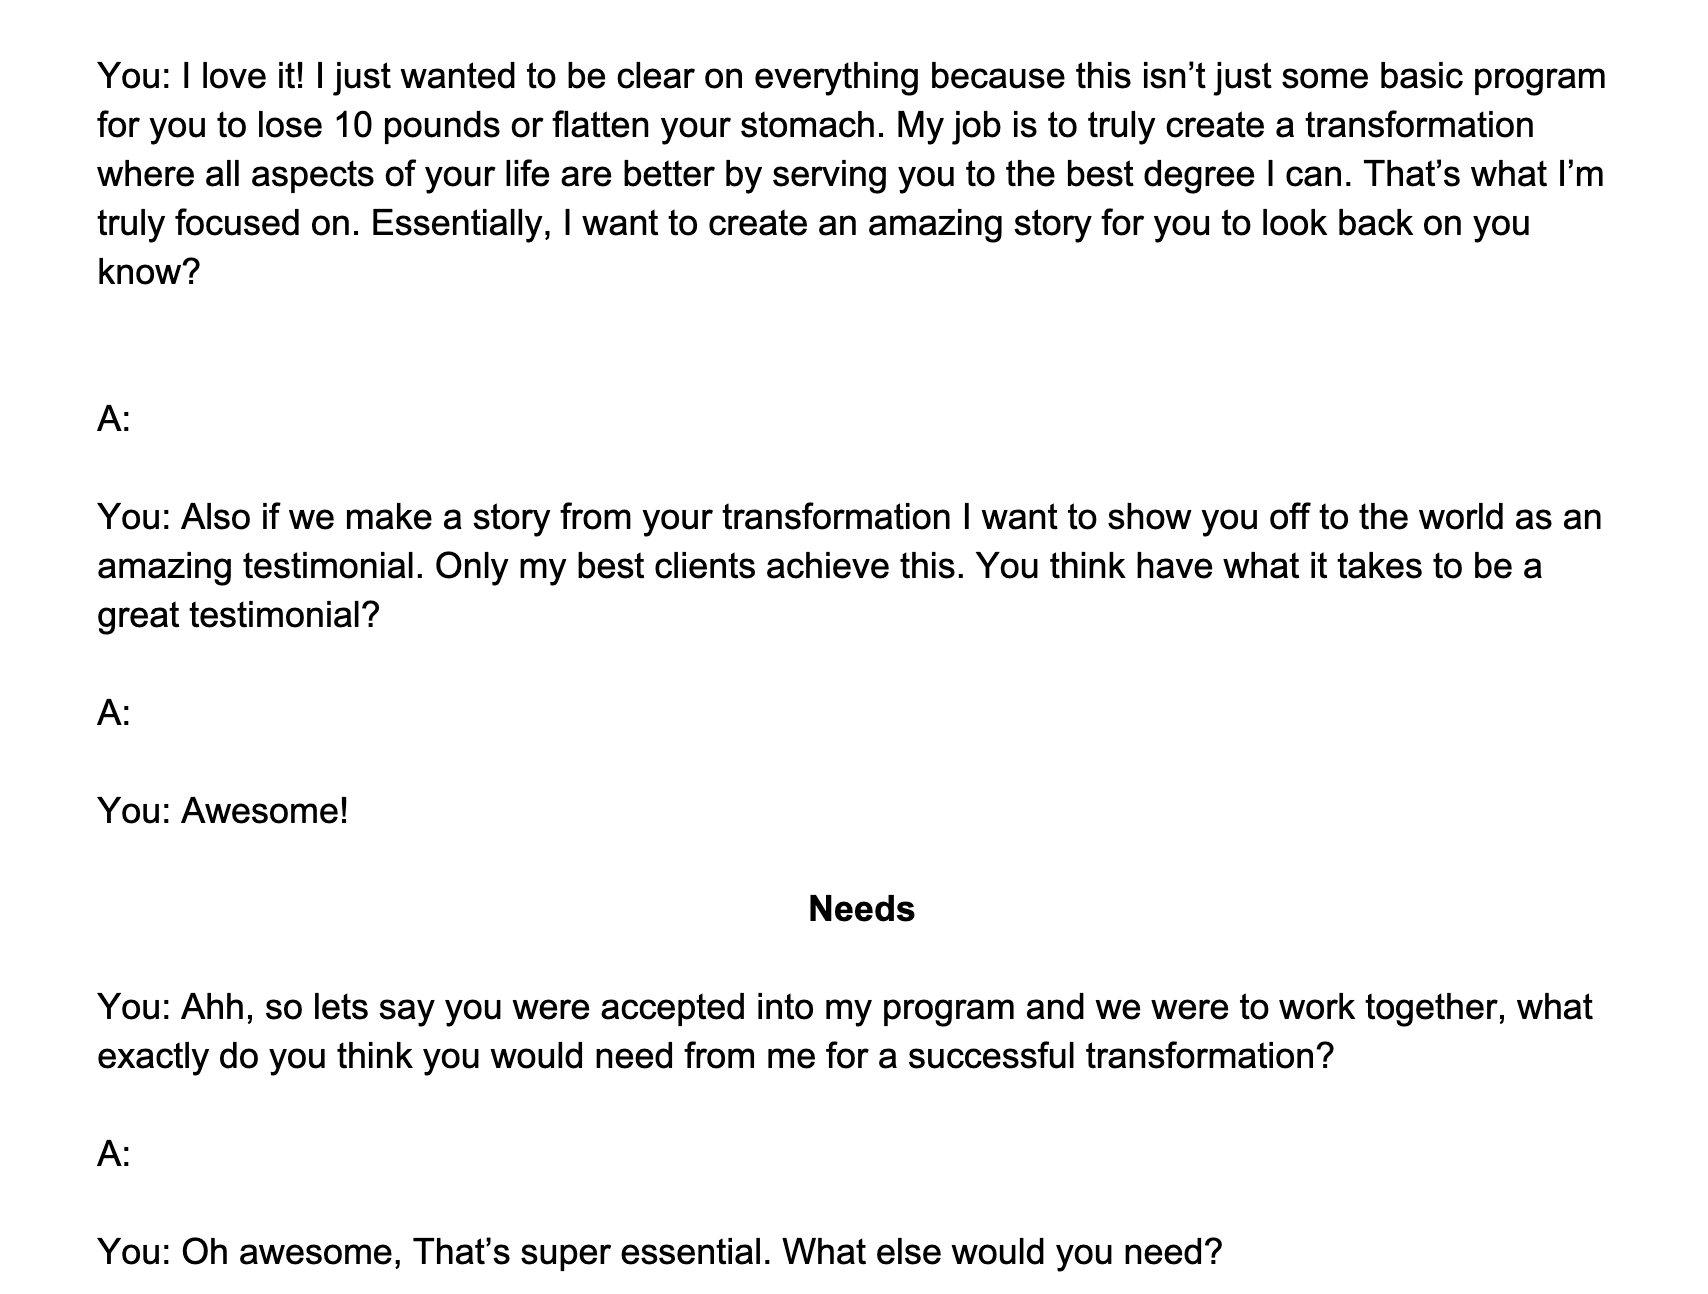 You: I love it! I just wanted to be clear on everything because this isn’t just some basic program
for you to lose 10 pounds or flatten your stomach. My job is to truly create a transformation
where all aspects of your life are better by serving you to the best degree I can. That’s what I’m
truly focused on. Essentially, I want to create an amazing story for you to look back on you
know?
A:
You: Also if we make a story from your transformation I want to show you off to the world as an
amazing testimonial. Only my best clients achieve this. You think have what it takes to be a
great testimonial?
A:
You: Awesome!
Needs
You: Ahh, so lets say you were accepted into my program and we were to work together, what
exactly do you think you would need from me for a successful transformation?
A:
You: Oh awesome, That’s super essential. What else would you need?